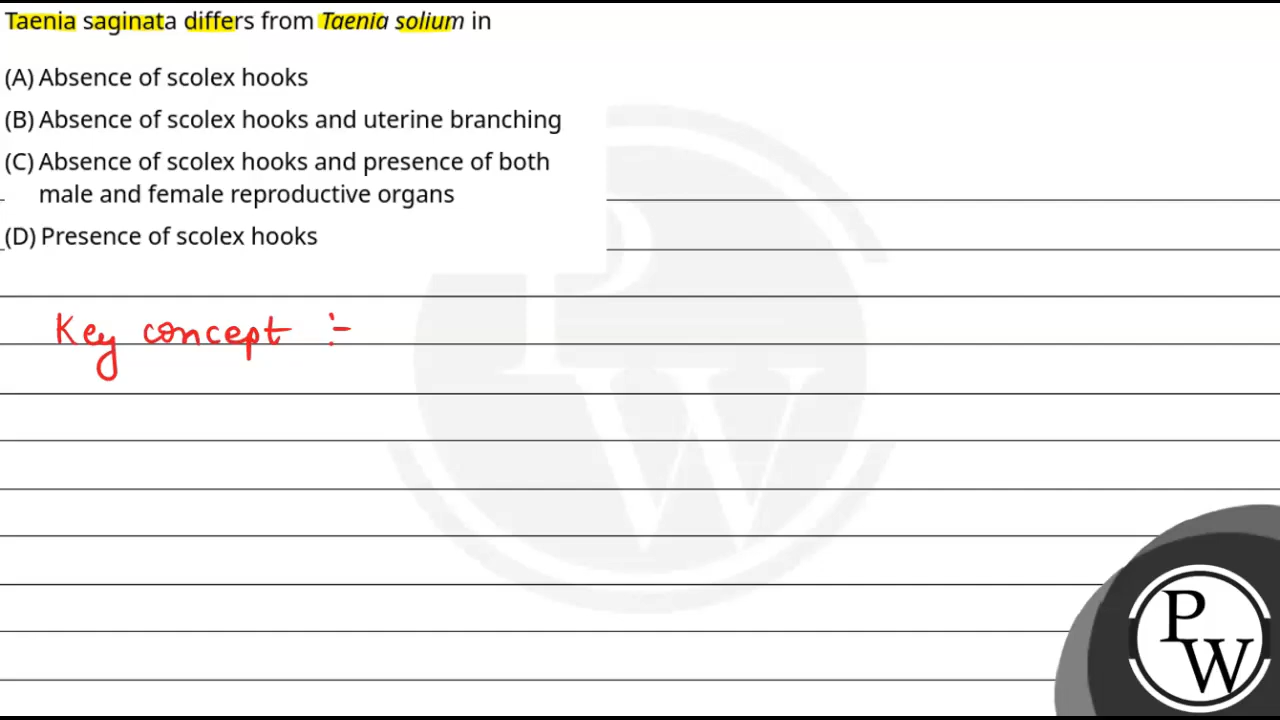 Taenia saginata differs from Taenia solium in
(A) Absence of scolex hooks
(B) Absence of scolex hooks and uterine branching
(C) Absence of scolex hooks and presence of both
male and female reproductive organs
(D) Presence of scolex hooks
Key concept :-
PW
PW